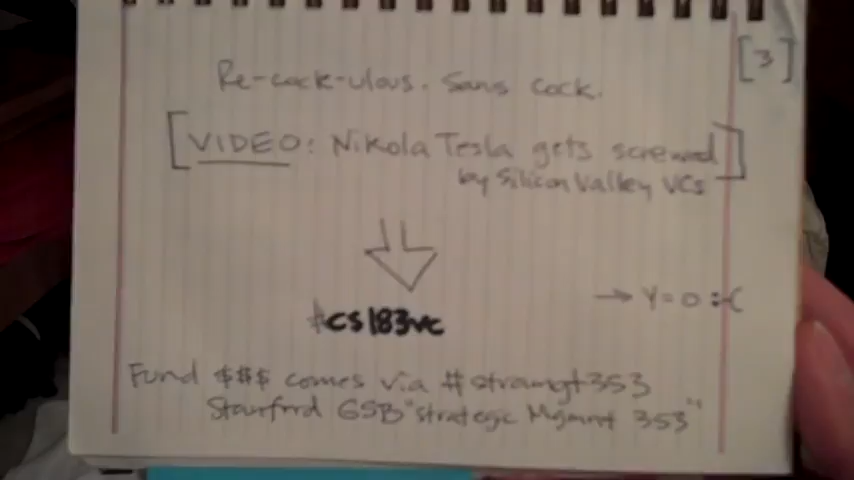 [3]
Re-cock-ulous. Sans Cock.
[VIDEO: Nikola Tesla gets screwed
by Silicon Valley VCs]
#cs183vc
→ Y=0 :-(
Fund $$$ comes via #stramgt353
Stanford GSB "strategic Mgmnt 353"